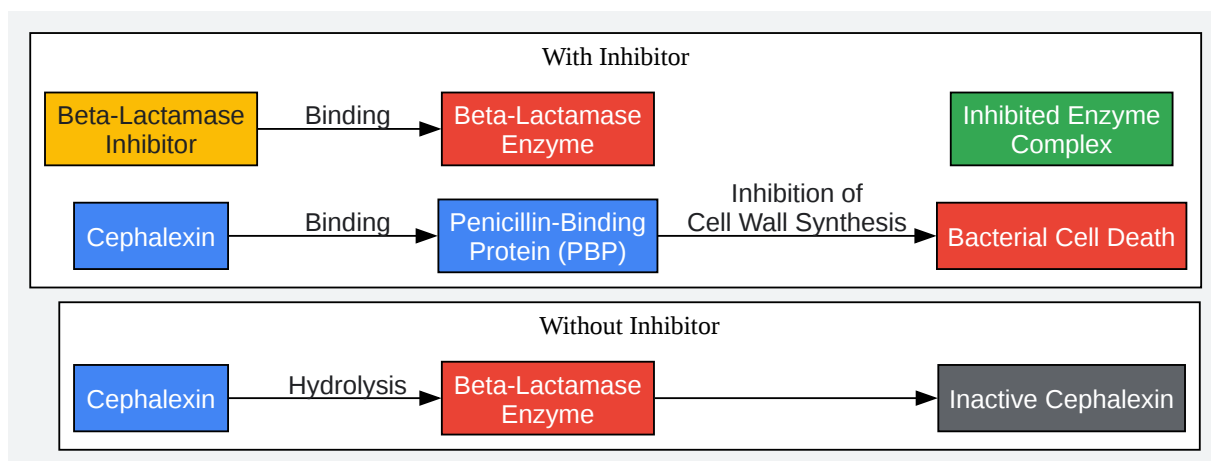 With Inhibitor
Beta-Lactamase
Inhibitor
Binding
Beta-Lactamase
Enzyme
Inhibited Enzyme
Complex
Cephalexin
Binding
Penicillin-Binding
Protein (PBP)
Inhibition of
Cell Wall Synthesis
Bacterial Cell Death
Without Inhibitor
Cephalexin
Hydrolysis
Beta-Lactamase
Enzyme
Inactive Cephalexin